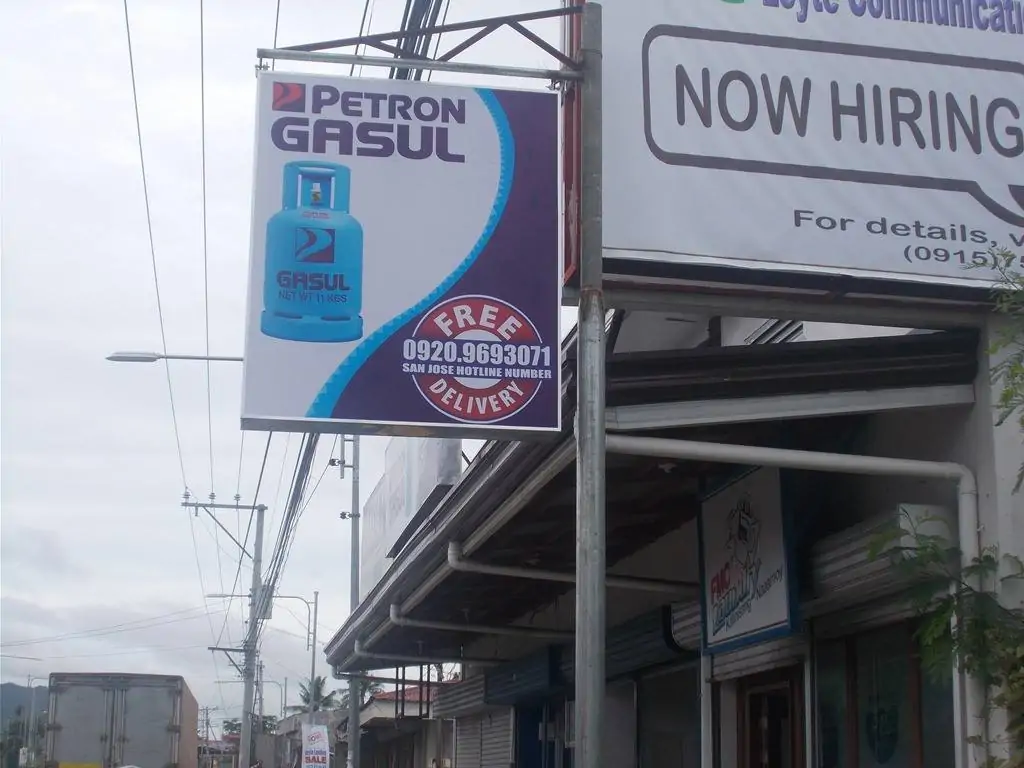 PETRON
GASUL
GASUL
NET WT 11 KGS
FREE
0920.9693071
SAN JOSE HOTLINE NUMBER
DELIVERY
NOW HIRING
For details,
(0915)
FMC
SALE